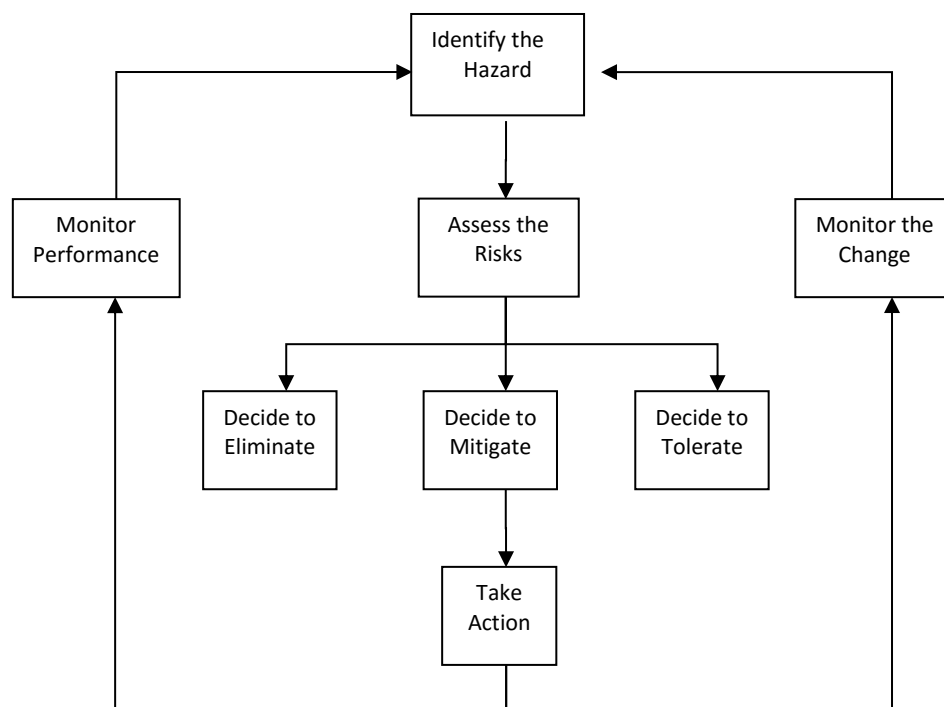 Identify the
Hazard
Monitor
Performance
Assess the
Risks
Monitor the
Change
Decide to
Eliminate
Decide to
Mitigate
Decide to
Tolerate
Take
Action